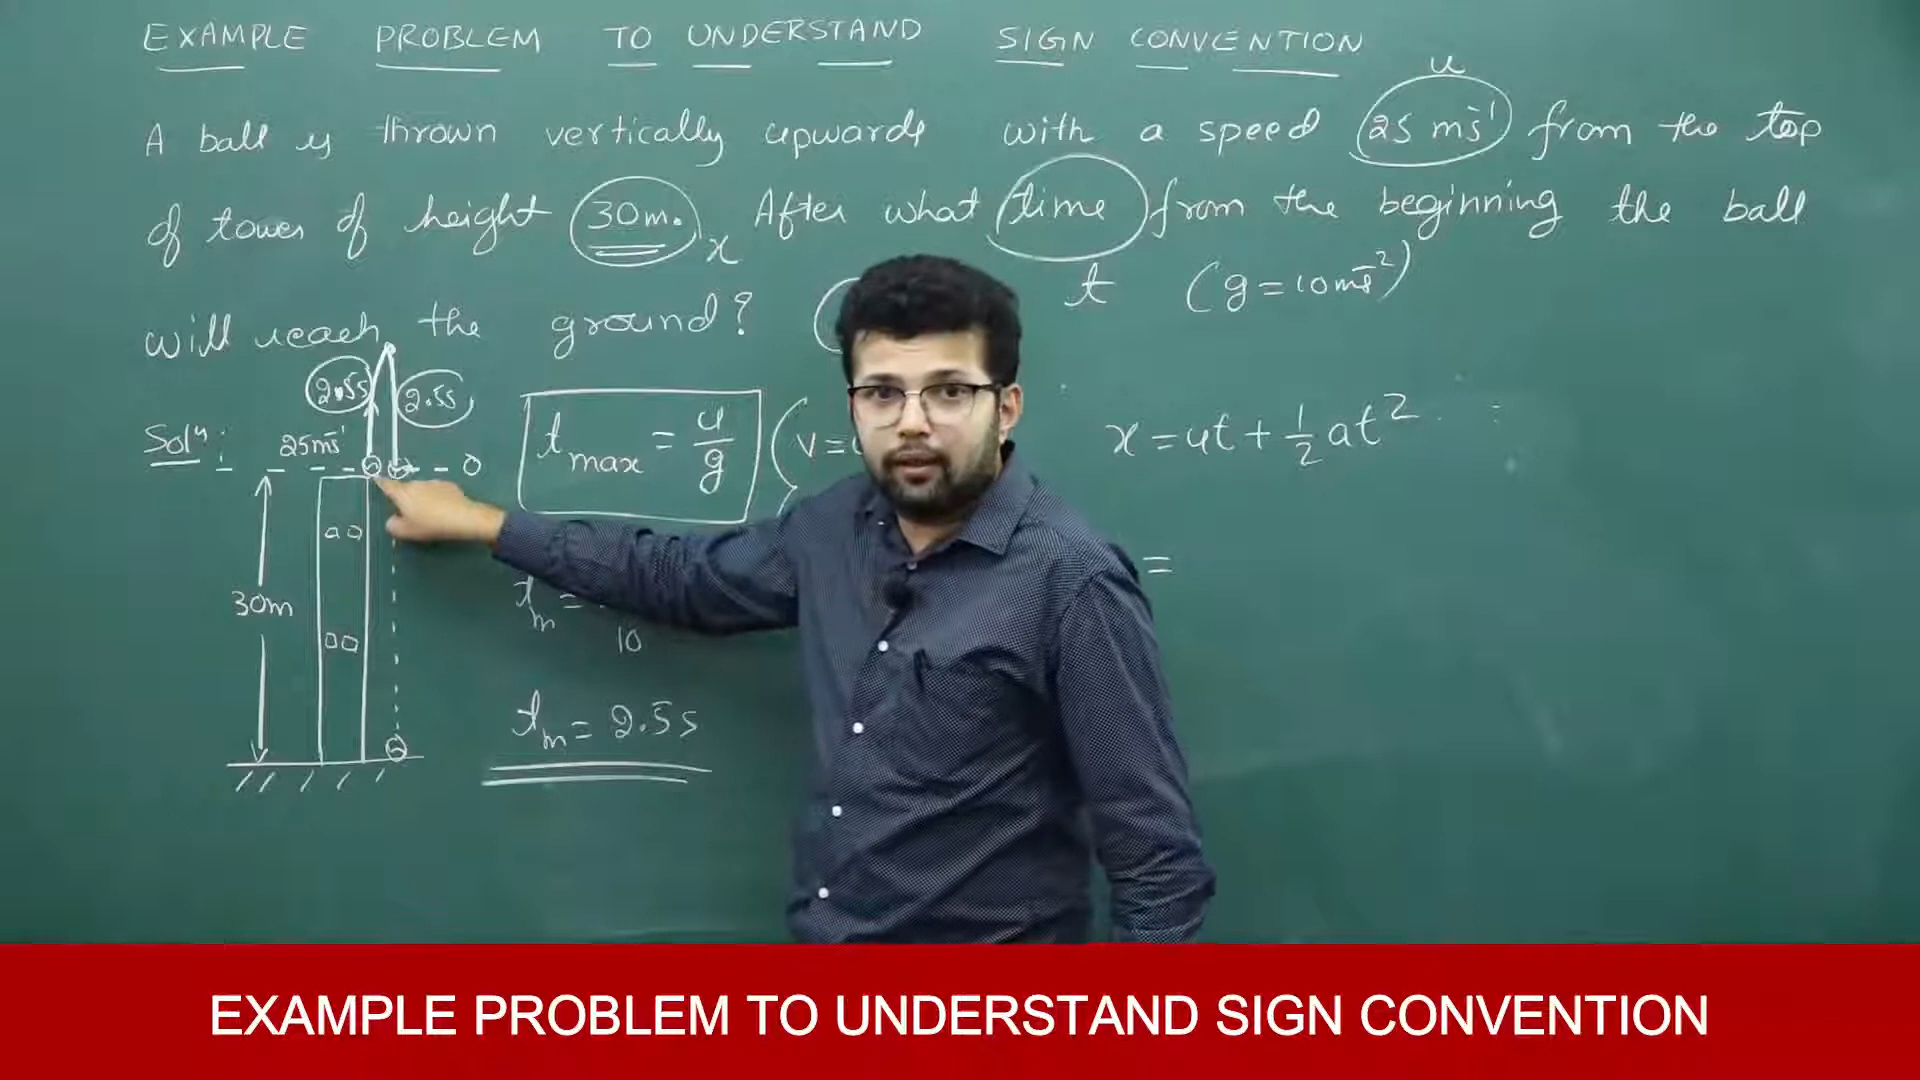 EXAMPLE PROBLEM TO UNDERSTAND SIGN CONVENTION
u
A ball is thrown vertically upwards with a speed 25 ms⁻¹ from the top
of tower of height 30m. After what time from the beginning the ball
x
t (g=10ms⁻²)
will reach the ground?
2.5s 2.5s
Solⁿ:
25ms⁻¹
O
t max = u/g
v=
x = ut + 1/2 at²
30m
tm =
10
=
tm = 2.5s
EXAMPLE PROBLEM TO UNDERSTAND SIGN CONVENTION